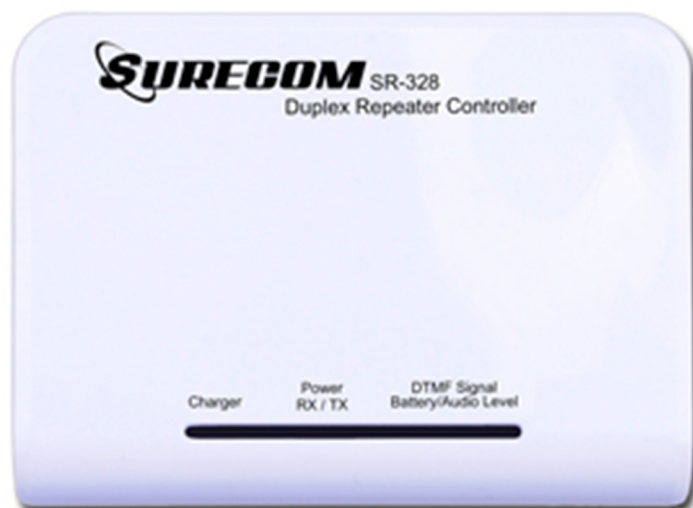 SURECOM SR-328
Duplex Repeater Controller
Charger
Power
RX / TX
DTMF Signal
Battery/Audio Level